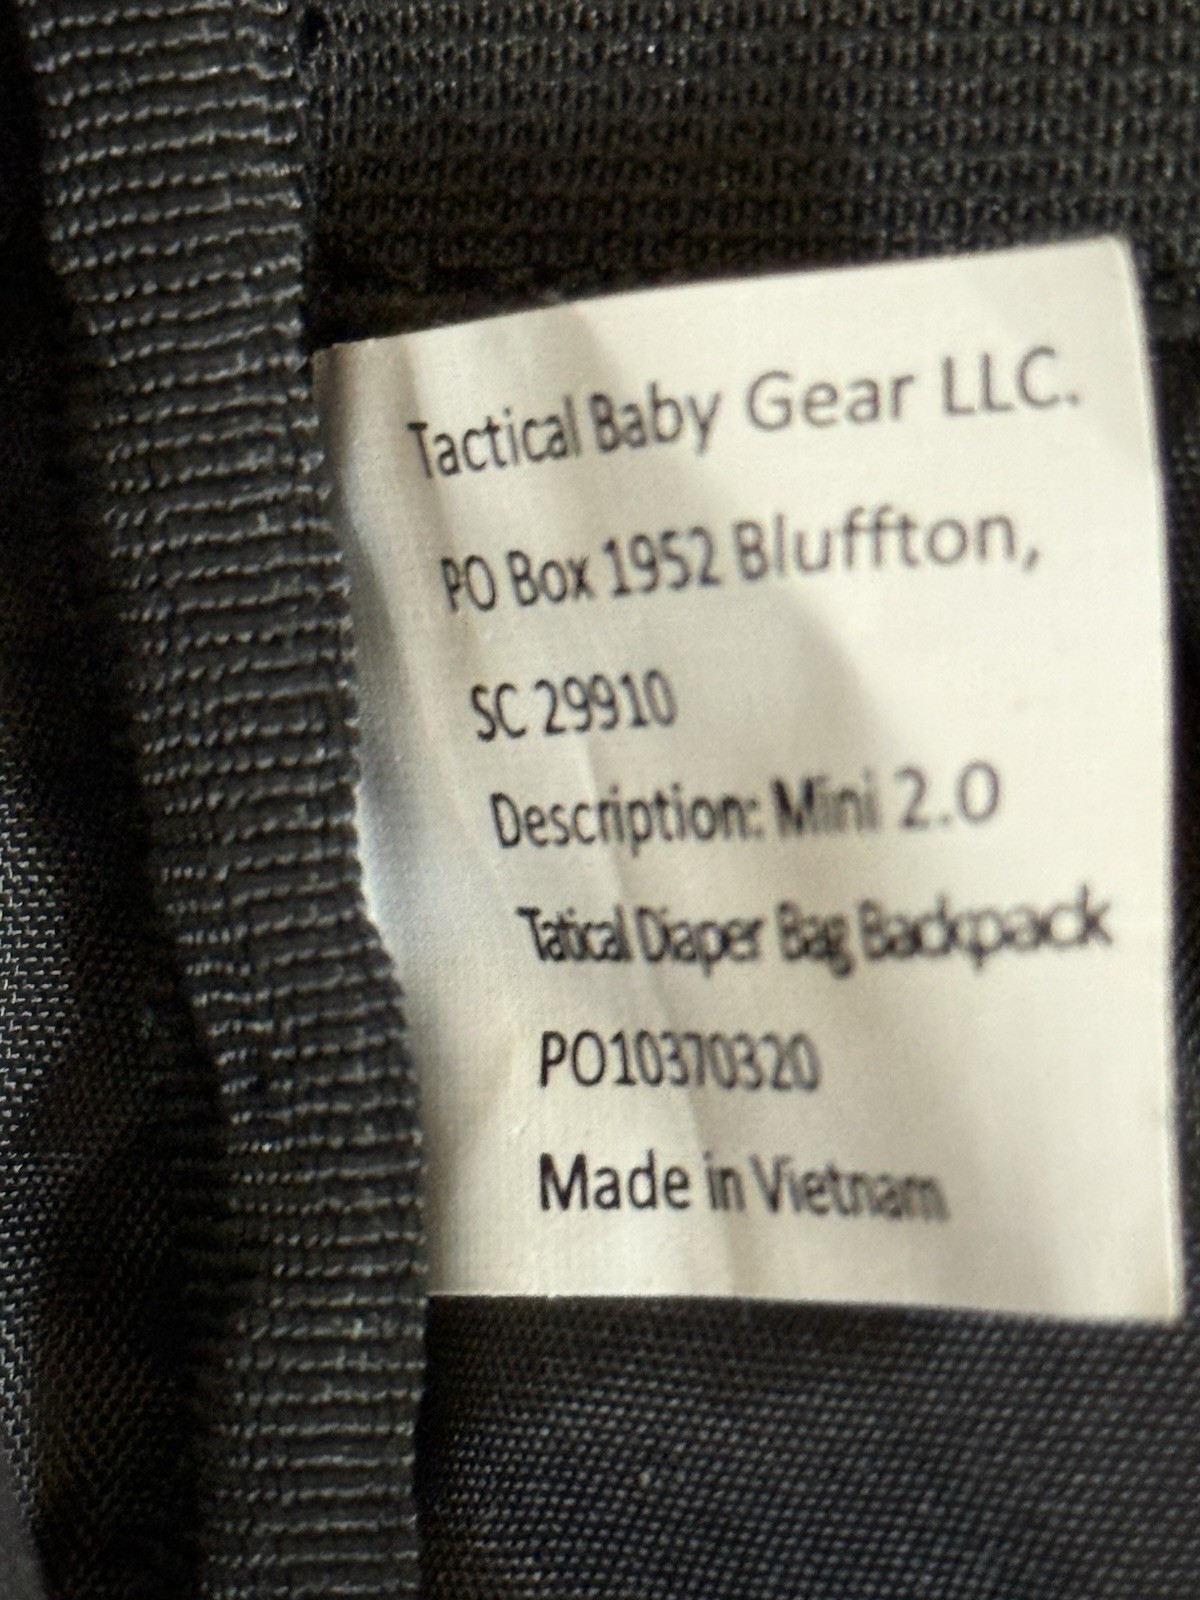 Tactical Baby Gear LLC.
PO Box 1952 Bluffton,
SC 29910
Description: Mini 2.0
Tatical Diaper Bag Backpack
PO10370320
Made in Vietnam